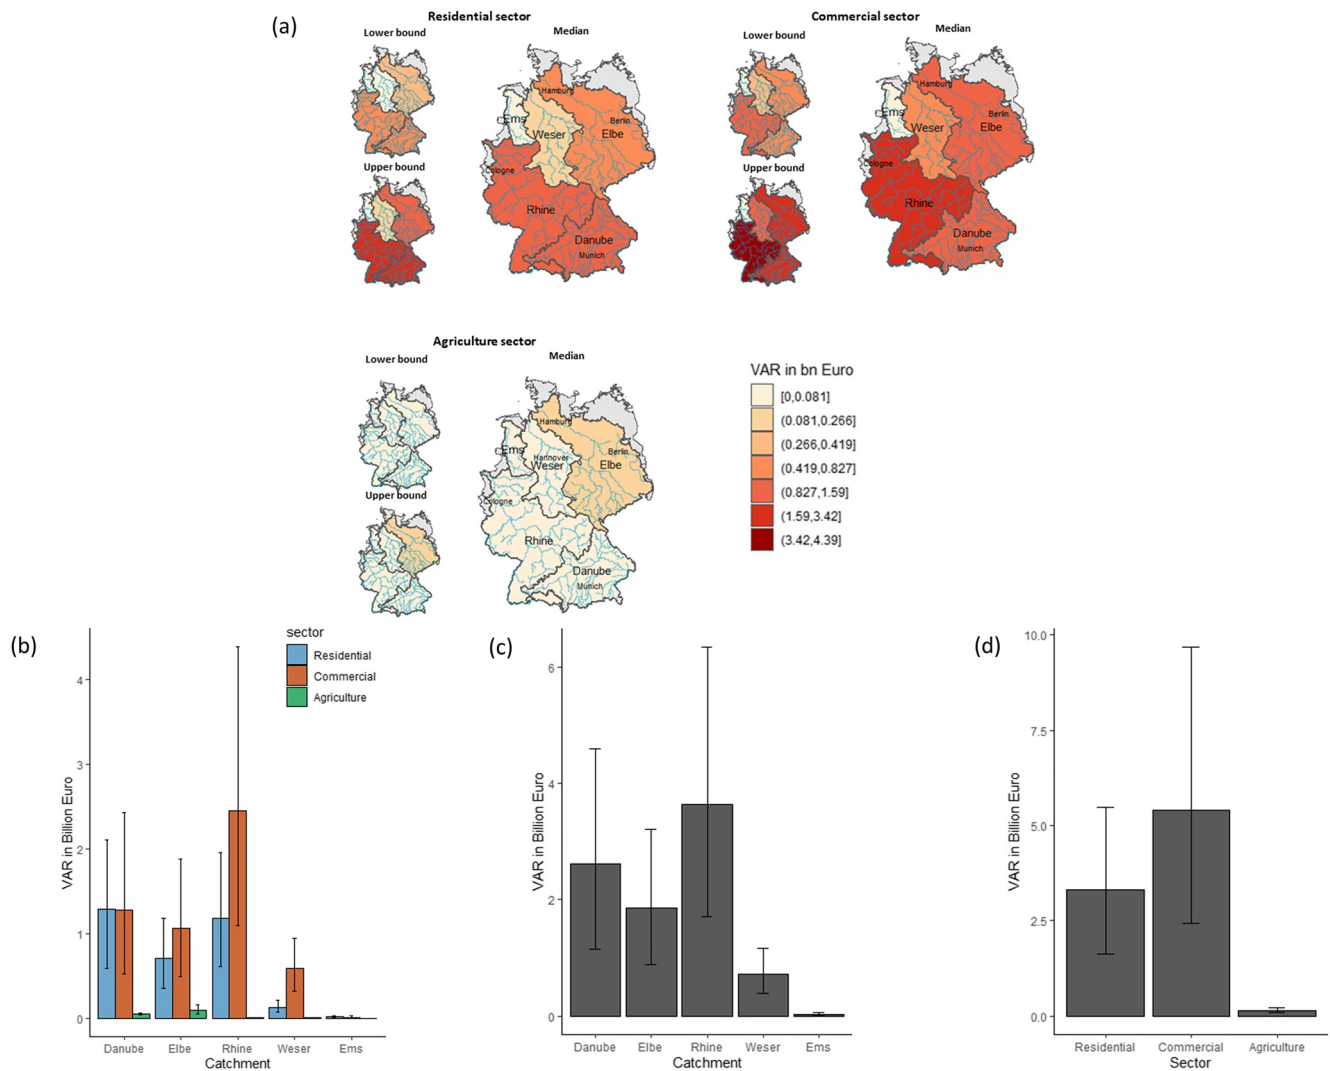 (a)
Residential sector
Lower bound
Median
Upper bound
Hamburg
Ems
Berlin
Weser
Elbe
Cologne
Rhine
Danube
Munich
Commercial sector
Lower bound
Median
Upper bound
Hamburg
Ems
Berlin
Weser
Elbe
Cologne
Rhine
Danube
Munich
Agriculture sector
Lower bound
Median
Upper bound
Hamburg
Ems
Hannover
Berlin
Weser
Elbe
Cologne
Rhine
Danube
Munich
VAR in bn Euro
[0,0.081]
(0.081,0.266]
(0.266,0.419]
(0.419,0.827]
(0.827,1.59]
(1.59,3.42]
(3.42,4.39]
(b)
sector
Residential
Commercial
Agriculture
VAR in Billion Euro
4
3
2
1
0
Danube Elbe Rhine Weser Ems
Catchment
(c)
VAR in Billion Euro
6
4
2
0
Danube Elbe Rhine Weser Ems
Catchment
(d)
VAR in Billion Euro
10.0
7.5
5.0
2.5
0.0
Residential Commercial Agriculture
Sector